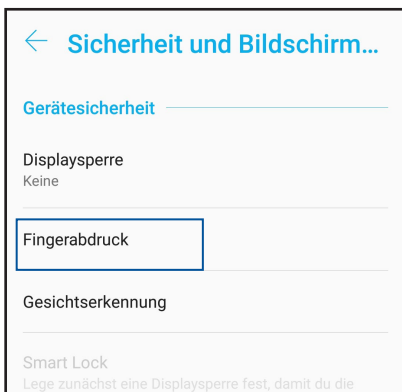 Sicherheit und Bildschirm...
Gerätesicherheit
Displaysperre
Keine
Fingerabdruck
Gesichtserkennung
Smart Lock
Lege zunächst eine Displaysperre fest, damit du die